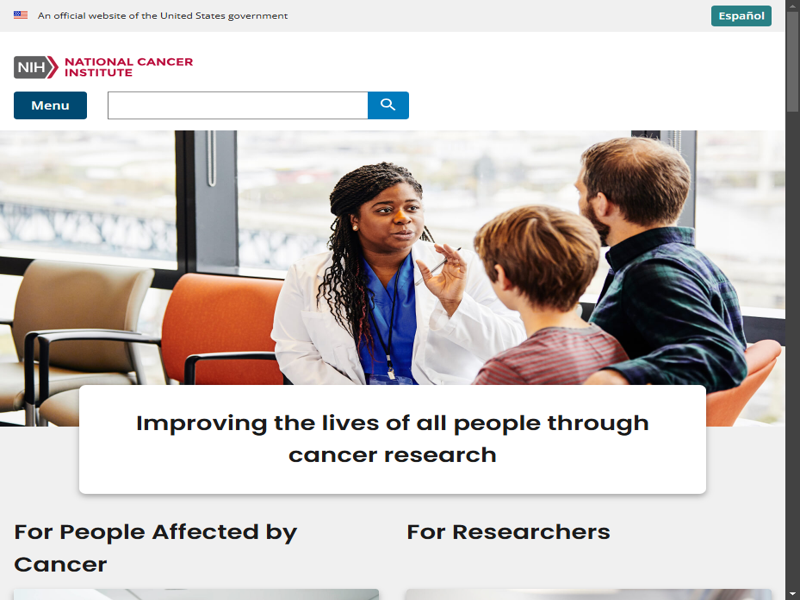 An official website of the United States government
Español
NIH
NATIONAL CANCER
INSTITUTE
Menu
Improving the lives of all people through
cancer research
For People Affected by
Cancer
For Researchers